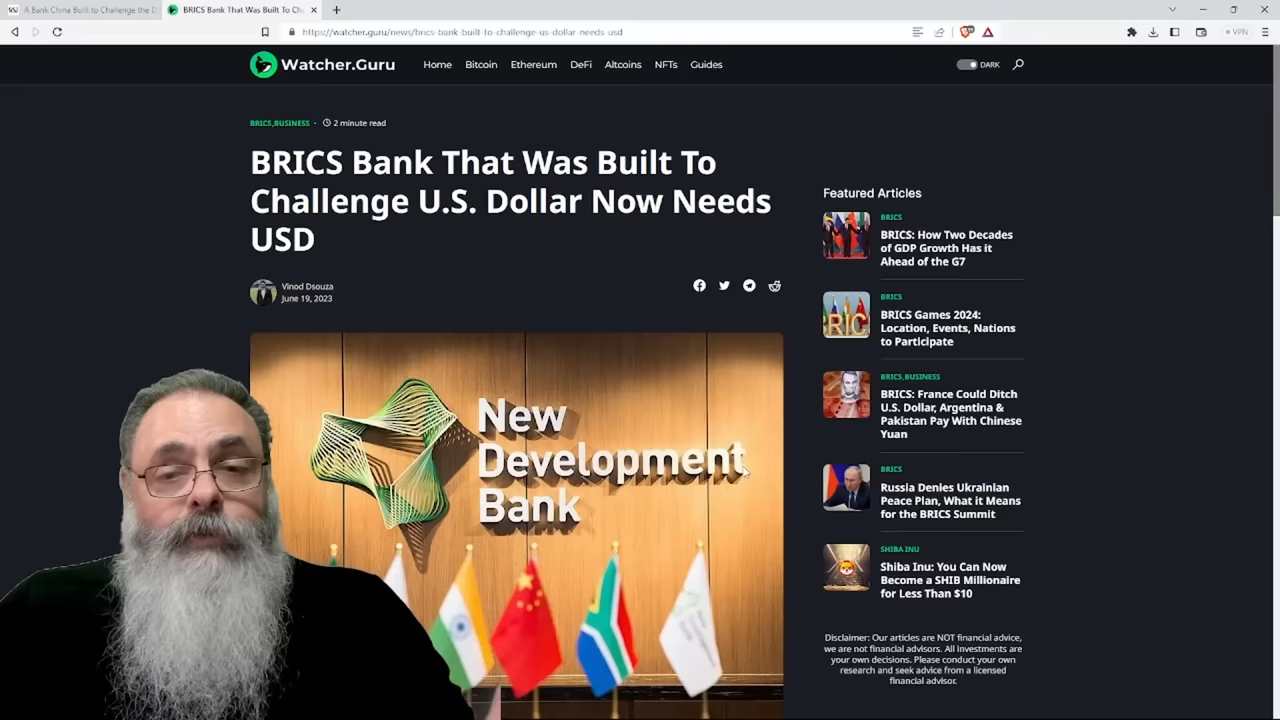 A Bank China Built to Challenge the D
BRICS Bank That Was Built To Ch
https://watcher.guru/news/brics-bank-built-to-challenge-us-dollar-needs-usd
VPN
Watcher.Guru
Home
Bitcoin
Ethereum
DeFi
Altcoins
NFTs
Guides
DARK
BRICS,BUSINESS
2 minute read
BRICS Bank That Was Built To
Challenge U.S. Dollar Now Needs
USD
Vinod Dsouza
June 19, 2023
New
Development
Bank
Featured Articles
BRICS
BRICS: How Two Decades
of GDP Growth Has it
Ahead of the G7
BRIC
BRICS
BRICS Games 2024:
Location, Events, Nations
to Participate
BRICS,BUSINESS
BRICS: France Could Ditch
U.S. Dollar, Argentina &
Pakistan Pay With Chinese
Yuan
BRICS
Russia Denies Ukrainian
Peace Plan, What it Means
for the BRICS Summit
SHIBA INU
Shiba Inu: You Can Now
Become a SHIB Millionaire
for Less Than $10
Disclaimer: Our articles are NOT financial advice,
we are not financial advisors. All Investments are
your own decisions. Please conduct your own
research and seek advice from a licensed
financial advisor.